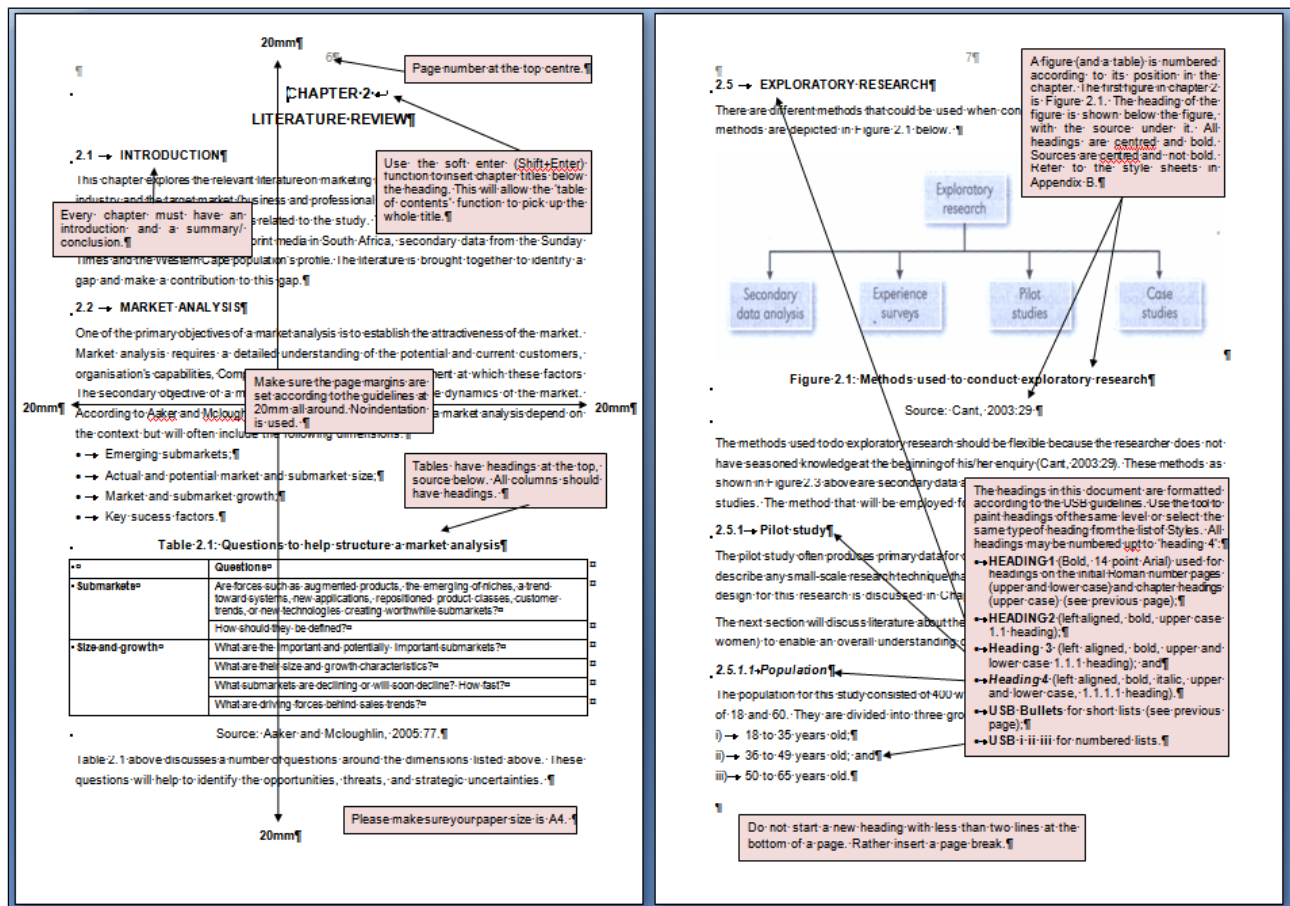 20mm¶
6¶
Page number at the top centre.¶
¶
CHAPTER 2
LITERATURE REVIEW¶
2.1 → INTRODUCTION¶
This chapter explores the relevant literature on marketing
industry and the target market (business and professional
related to the study.
print media in South Africa, secondary data from the Sunday
Times and the Western Cape population's profile. The literature is brought together to identify a
gap and make a contribution to this gap.¶
Use the soft enter (Shift+Enter)
function to insert chapter titles below
the heading. This will allow the 'table
of contents' function to pick up the
whole title.¶
Every chapter must have an
introduction and a summary/
conclusion.¶
2.2 → MARKET ANALYSIS¶
One of the primary objectives of a market analysis is to establish the attractiveness of the market.
Market analysis requires a detailed understanding of the potential and current customers,
organisation's capabilities, at which these factors
The secondary objective of a dynamics of the market.
According to Aaker and a market analysis depend on
the context but will often include the following dimensions:¶
Make sure the page margins are
set according to the guidelines at
20mm all around. No indentation
is used. ¶
20mm¶
20mm¶
• → Emerging submarkets;¶
• → Actual and potential market and submarket size;¶
• → Market and submarket growth;¶
• → Key sucess factors.¶
Tables have headings at the top,
source below. All columns should
have headings. ¶
Table 2.1: Questions to help structure a market analysis¶
Questions¤
Submarkets¤
Are forces such as augmented products, the emerging of niches, a trend
toward systems, new applications, repositioned product classes, customer
trends, or new technologies creating worthwhile submarkets?¤
How should they be defined?¤
Size and growth¤
What are the important and potentially important submarkets?¤
What are their size and growth characteristics?¤
What submarkets are declining or will soon decline? How fast?¤
What are driving forces behind sales trends?¤
Source: Aaker and Mcloughlin, 2005:77.¶
Table 2.1 above discusses a number of questions around the dimensions listed above. These
questions will help to identify the opportunities, threats, and strategic uncertainties. ¶
Please make sure your paper size is A4. ¶
20mm¶
7¶
¶
2.5 → EXPLORATORY RESEARCH¶
There are different methods that could be used when
methods are depicted in Figure 2.1 below. ¶
A figure (and a table) is numbered
according to its position in the
chapter. The first figure in chapter 2
is Figure 2.1. The heading of the
figure is shown below the figure,
with the source under it. All
headings are centred and bold.
Sources are centred and not bold.
Refer to the style sheets in
Appendix B.¶
Exploratory
research
Secondary
data analysis
Experience
surveys
Pilot
studies
Case
studies
¶
Figure 2.1: Methods used to conduct exploratory research¶
Source: Cant, 2003:29 ¶
The methods used to do exploratory research should be flexible because the researcher does not
have seasoned knowledge at the beginning of his/her enquiry (Cant, 2003:29). These methods as
shown in Figure 2.3 above are secondary data
studies. The method that will be employed
2.5.1 → Pilot study¶
The pilot study often produces primary data for
describe any small-scale research technique
design for this research is discussed in
The next section will discuss literature about the
women) to enable an overall understanding
2.5.1.1 → Population¶
The population for this study consisted of 400
of 18 and 60. They are divided into three
i) → 18 to 35 years old;
ii) → 36 to 49 years old; and¶
iii) → 50 to 65 years old.¶
¶
The headings in this document are formatted
according to the USB guidelines. Use the tool to
paint headings of the same level or select the
same type of heading from the list of Styles. All
headings may be numbered upt to 'heading 4':¶
• → HEADING 1 (Bold, 14 point Arial) used for
headings on the initial Roman number pages
(upper and lower case) and chapter headings
(upper case) (see previous page);¶
• → HEADING 2 (left aligned, bold, upper case
1.1 heading);¶
• → Heading 3 (left aligned, bold, upper and
lower case 1.1.1 heading); and¶
• → Heading 4 (left aligned, bold, italic, upper
and lower case, 1.1.1.1 heading).¶
• → USB Bullets for short lists (see previous
page);¶
• → USB i ii iii for numbered lists.¶
Do not start a new heading with less than two lines at the
bottom of a page. Rather insert a page break.¶